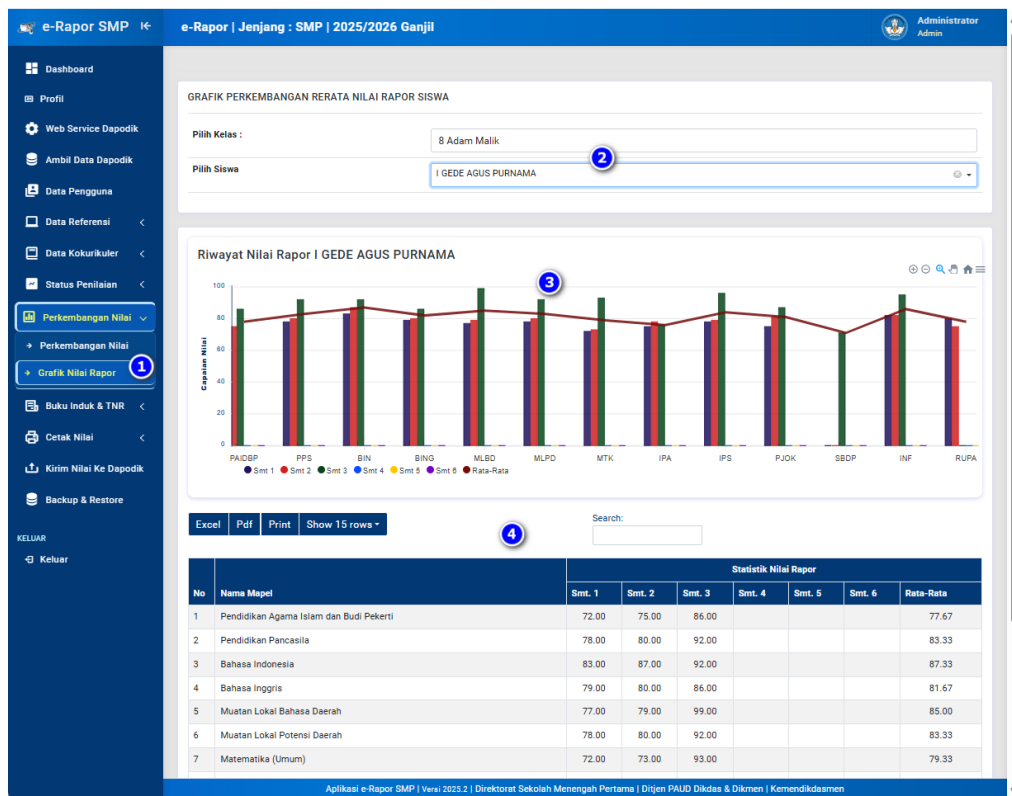 e-Rapor SMP
e-Rapor | Jenjang : SMP | 2025/2026 Ganjil
Administrator
Admin
Dashboard
Profil
Web Service Dapodik
Ambil Data Dapodik
Data Pengguna
Data Referensi
Data Kokurikuler
Status Penilaian
Perkembangan Nilai
Perkembangan Nilai
Grafik Nilai Rapor
1
Buku Induk & TNR
Cetak Nilai
Kirim Nilai Ke Dapodik
Backup & Restore
KELUAR
Keluar
GRAFIK PERKEMBANGAN RERATA NILAI RAPOR SISWA
Pilih Kelas :
8 Adam Malik
2
Pilih Siswa
I GEDE AGUS PURNAMA
Riwayat Nilai Rapor I GEDE AGUS PURNAMA
3
Capaian Nilai
100
80
60
40
20
0
PAIDBP PPS BIN BING MLBD MLPD MTK IPA IPS PJOK SBDP INF RUPA
Smt 1 Smt 2 Smt 3 Smt 4 Smt 5 Smt 6 Rata-Rata
Excel Pdf Print Show 15 rows
4
Search:
Statistik Nilai Rapor
No Nama Mapel Smt. 1 Smt. 2 Smt. 3 Smt. 4 Smt. 5 Smt. 6 Rata-Rata
1 Pendidikan Agama Islam dan Budi Pekerti 72.00 75.00 86.00 77.67
2 Pendidikan Pancasila 78.00 80.00 92.00 83.33
3 Bahasa Indonesia 83.00 87.00 92.00 87.33
4 Bahasa Inggris 79.00 80.00 86.00 81.67
5 Muatan Lokal Bahasa Daerah 77.00 79.00 99.00 85.00
6 Muatan Lokal Potensi Daerah 78.00 80.00 92.00 83.33
7 Matematika (Umum) 72.00 73.00 93.00 79.33
Aplikasi e-Rapor SMP | Versi 2025.2 | Direktorat Sekolah Menengah Pertama | Ditjen PAUD Dikdas & Dikmen | Kemendikdasmen